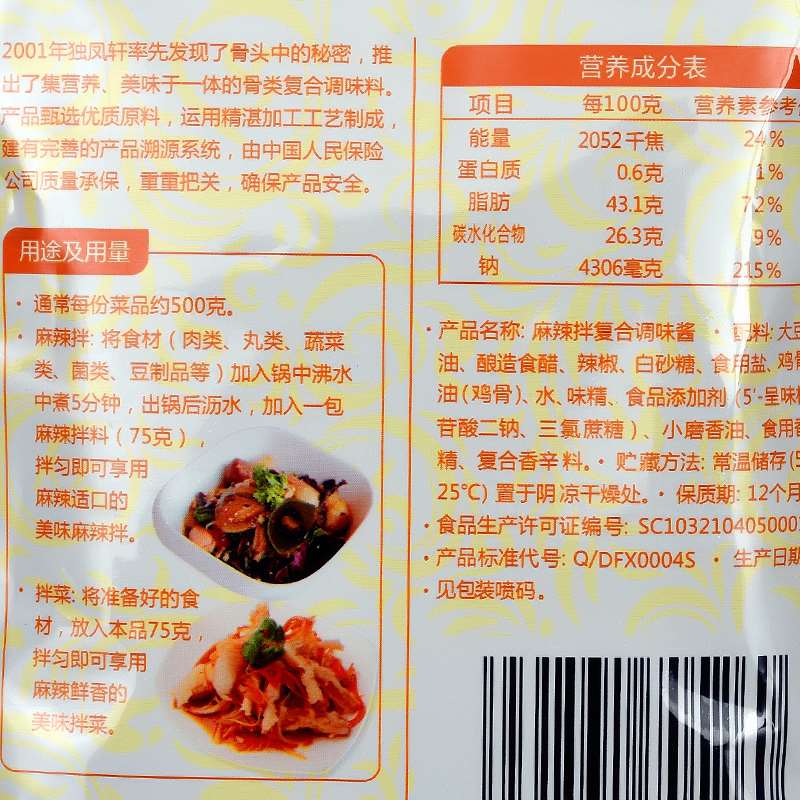 2001年独凤轩率先发现了骨头中的秘密，推
出了集营养、美味于一体的骨类复合调味料。
产品甄选优质原料，运用精湛加工工艺制成，
建有完善的产品溯源系统，由中国人民保险
公司质量承保，重重把关，确保产品安全。
用途及用量
· 通常每份菜品约500克。
· 麻辣拌: 将食材（肉类、丸类、蔬菜
类、菌类、豆制品等）加入锅中沸水
中煮5分钟，出锅后沥水，加入一包
麻辣拌料（75克），
拌匀即可享用
麻辣适口的
美味麻辣拌。
· 拌菜: 将准备好的食
材，放入本品75克，
拌匀即可享用
麻辣鲜香的
美味拌菜。
营养成分表
项目 每100克 营养素参考
能量 2052千焦 24%
蛋白质 0.6克 1%
脂肪 43.1克 72%
碳水化合物 26.3克 9%
钠 4306毫克 215%
· 产品名称: 麻辣拌复合调味酱 · 配料: 大豆
油、酿造食醋、辣椒、白砂糖、食用盐、鸡骨
油(鸡骨)、水、味精、食品添加剂（5'-呈味核
苷酸二钠、三氯蔗糖）、小磨香油、食用香
精、复合香辛料。· 贮藏方法: 常温储存(5
25℃) 置于阴凉干燥处。· 保质期: 12个月
· 食品生产许可证编号: SC1032104050001
· 产品标准代号: Q/DFX0004S · 生产日期
· 见包装喷码。